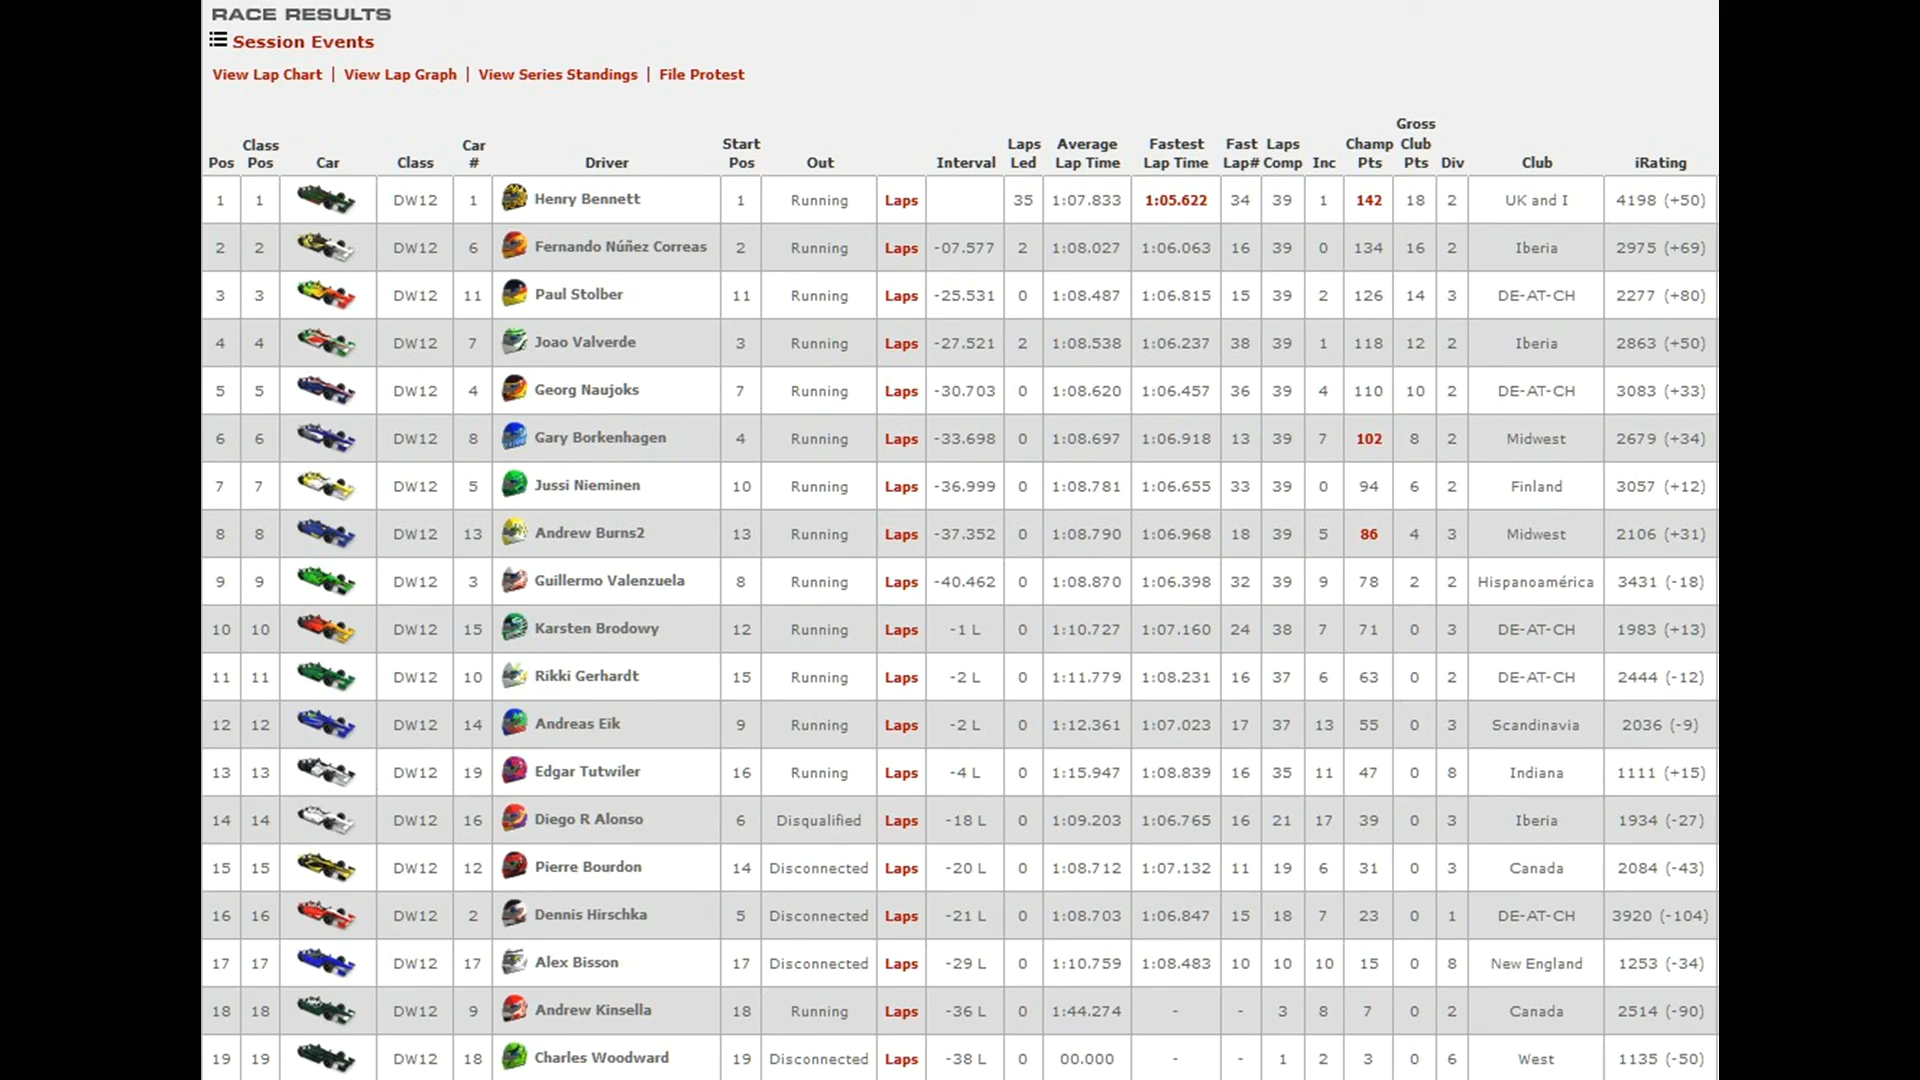 RACE RESULTS
Session Events
View Lap Chart | View Lap Graph | View Series Standings | File Protest
Pos Class Pos Car Class Car # Driver Start Pos Out Interval Laps Led Average Lap Time Fastest Lap Time Fast Lap# Laps Comp Inc Champ Pts Gross Club Pts Div Club iRating
1 1 DW12 1 Henry Bennett 1 Running Laps 35 1:07.833 1:05.622 34 39 1 142 18 2 UK and I 4198 (+50)
2 2 DW12 6 Fernando Núñez Correas 2 Running Laps -07.577 2 1:08.027 1:06.063 16 39 0 134 16 2 Iberia 2975 (+69)
3 3 DW12 11 Paul Stolber 11 Running Laps -25.531 0 1:08.487 1:06.815 15 39 2 126 14 3 DE-AT-CH 2277 (+80)
4 4 DW12 7 Joao Valverde 3 Running Laps -27.521 2 1:08.538 1:06.237 38 39 1 118 12 2 Iberia 2863 (+50)
5 5 DW12 4 Georg Naujoks 7 Running Laps -30.703 0 1:08.620 1:06.457 36 39 4 110 10 2 DE-AT-CH 3083 (+33)
6 6 DW12 8 Gary Borkenhagen 4 Running Laps -33.698 0 1:08.697 1:06.918 13 39 7 102 8 2 Midwest 2679 (+34)
7 7 DW12 5 Jussi Nieminen 10 Running Laps -36.999 0 1:08.781 1:06.655 33 39 0 94 6 2 Finland 3057 (+12)
8 8 DW12 13 Andrew Burns2 13 Running Laps -37.352 0 1:08.790 1:06.968 18 39 5 86 4 3 Midwest 2106 (+31)
9 9 DW12 3 Guillermo Valenzuela 8 Running Laps -40.462 0 1:08.870 1:06.398 32 39 9 78 2 2 Hispanoamérica 3431 (-18)
10 10 DW12 15 Karsten Brodowy 12 Running Laps -1 L 0 1:10.727 1:07.160 24 38 7 71 0 3 DE-AT-CH 1983 (+13)
11 11 DW12 10 Rikki Gerhardt 15 Running Laps -2 L 0 1:11.779 1:08.231 16 37 6 63 0 2 DE-AT-CH 2444 (-12)
12 12 DW12 14 Andreas Eik 9 Running Laps -2 L 0 1:12.361 1:07.023 17 37 13 55 0 3 Scandinavia 2036 (-9)
13 13 DW12 19 Edgar Tutwiler 16 Running Laps -4 L 0 1:15.947 1:08.839 16 35 11 47 0 8 Indiana 1111 (+15)
14 14 DW12 16 Diego R Alonso 6 Disqualified Laps -18 L 0 1:09.203 1:06.765 16 21 17 39 0 3 Iberia 1934 (-27)
15 15 DW12 12 Pierre Bourdon 14 Disconnected Laps -20 L 0 1:08.712 1:07.132 11 19 6 31 0 3 Canada 2084 (-43)
16 16 DW12 2 Dennis Hirschka 5 Disconnected Laps -21 L 0 1:08.703 1:06.847 15 18 7 23 0 1 DE-AT-CH 3920 (-104)
17 17 DW12 17 Alex Bisson 17 Disconnected Laps -29 L 0 1:10.759 1:08.483 10 10 10 15 0 8 New England 1253 (-34)
18 18 DW12 9 Andrew Kinsella 18 Running Laps -36 L 0 1:44.274 - - 3 8 7 0 2 Canada 2514 (-90)
19 19 DW12 18 Charles Woodward 19 Disconnected Laps -38 L 0 00.000 - - 1 2 3 0 6 West 1135 (-50)